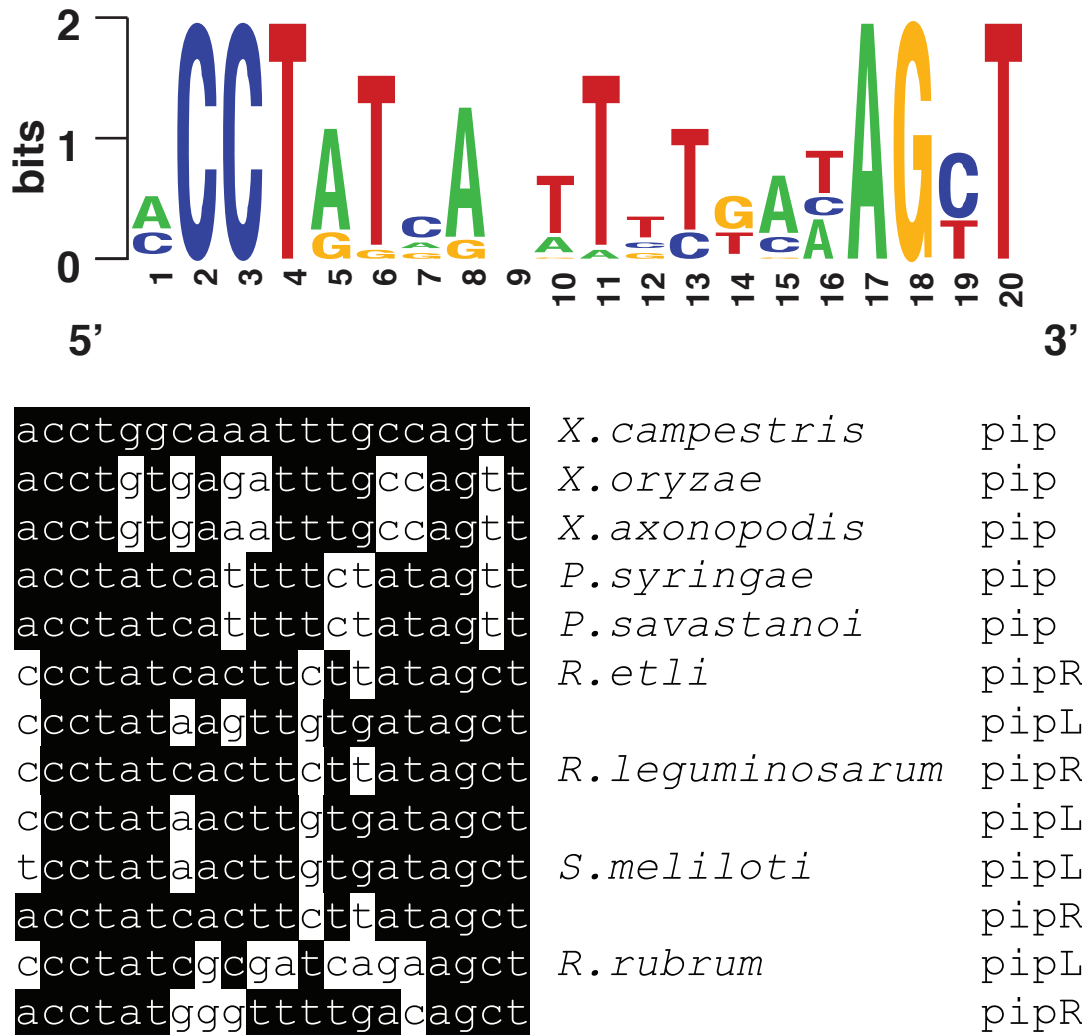 2
bits
1
0
A C C T A T C A T T T T G A T A G C T
C G G A G A A C C T C C T
G G G G A
1 2 3 4 5 6 7 8 9 10 11 12 13 14 15 16 17 18 19 20
5’ 3’
acctggcaaatttgccagtt X.campestris pip
acctgtgagatttgccagtt X.oryzae pip
acctgtgaaatttgccagtt X.axonopodis pip
acctatcattttctatagtt P.syringae pip
acctatcattttctatagtt P.savastanoi pip
ccctatcacttcttatagct R.etli pipR
ccctataagttgtgatagct pipL
ccctatcacttcttatagct R.leguminosarum pipR
ccctataacttgtgatagct pipL
tcctataacttgtgatagct S.meliloti pipL
acctatcacttcttatagct pipR
ccctatcgcgatcagaagct R.rubrum pipL
acctatgggttttgacagct pipR